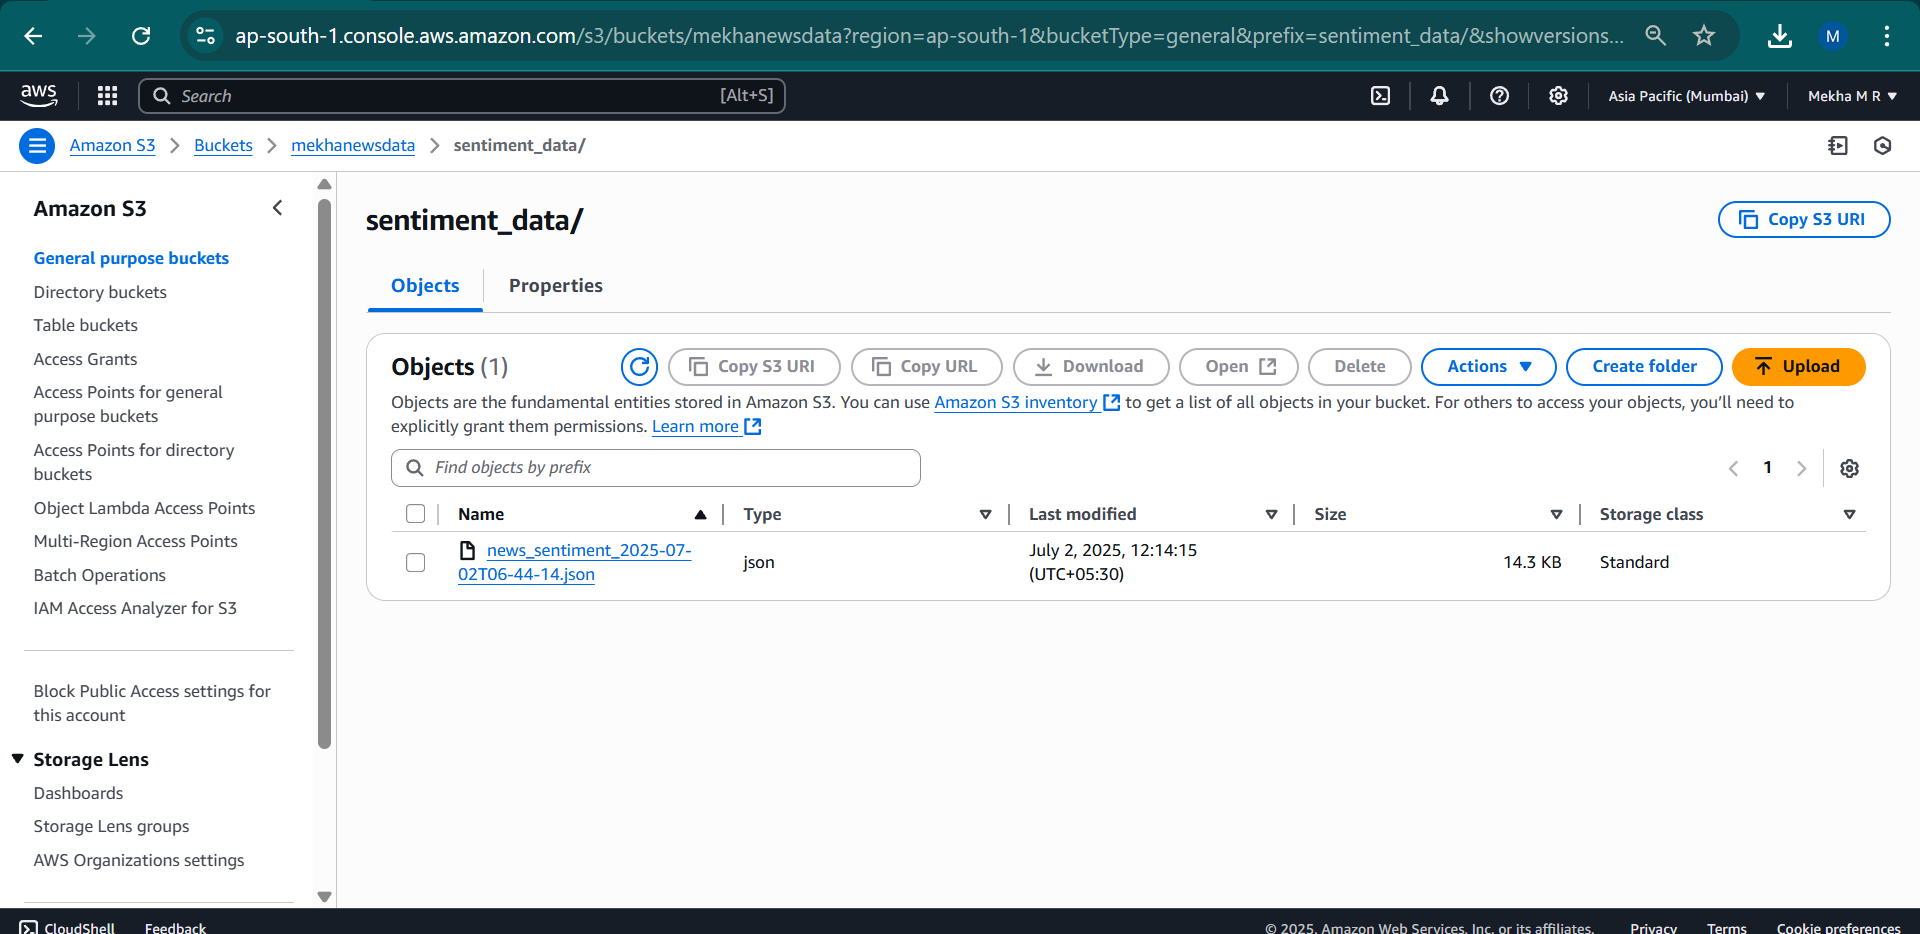 ap-south-1.console.aws.amazon.com/s3/buckets/mekhanewsdata?region=ap-south-1&bucketType=general&prefix=sentiment_data/&showversions...
M
aws
Search
[Alt+S]
Asia Pacific (Mumbai)
Mekha M R
Amazon S3
Buckets
mekhanewsdata
sentiment_data/
Amazon S3
General purpose buckets
Directory buckets
Table buckets
Access Grants
Access Points for general
purpose buckets
Access Points for directory
buckets
Object Lambda Access Points
Multi-Region Access Points
Batch Operations
IAM Access Analyzer for S3
Block Public Access settings for
this account
Storage Lens
Dashboards
Storage Lens groups
AWS Organizations settings
sentiment_data/
Copy S3 URI
Objects
Properties
Objects (1)
Copy S3 URI
Copy URL
Download
Open
Delete
Actions
Create folder
Upload
Objects are the fundamental entities stored in Amazon S3. You can use Amazon S3 inventory to get a list of all objects in your bucket. For others to access your objects, you’ll need to
explicitly grant them permissions. Learn more
Find objects by prefix
1
Name
Type
Last modified
Size
Storage class
news_sentiment_2025-07-
02T06-44-14.json
json
July 2, 2025, 12:14:15
(UTC+05:30)
14.3 KB
Standard
CloudShell
Feedback
© 2025, Amazon Web Services, Inc. or its affiliates.
Privacy
Terms
Cookie preferences